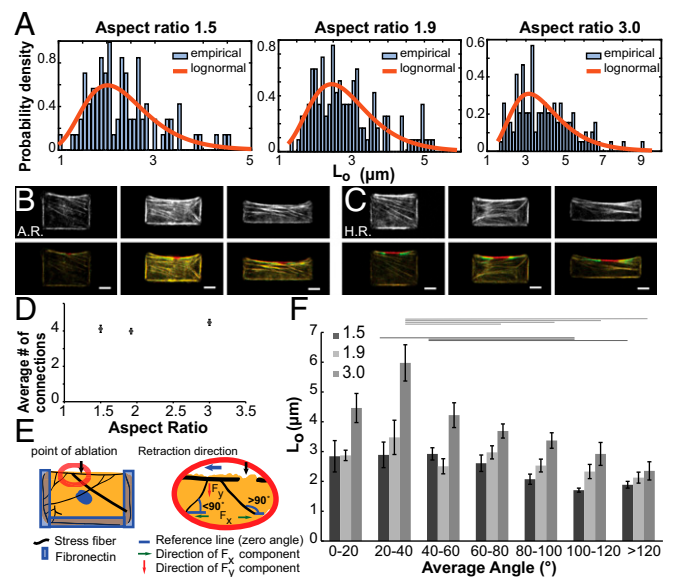 A
Aspect ratio 1.5
Aspect ratio 1.9
Aspect ratio 3.0
Probability density
0.8
0.4
0
1
3
5
empirical
lognormal
0.8
0.4
0
1
3
5
empirical
lognormal
0.6
0.4
0.2
0
1
3
5
7
9
empirical
lognormal
Lo (μm)
B
A.R.
C
H.R.
D
Average # of
connections
4
2
0
1
1.5
2
2.5
3
3.5
Aspect Ratio
E
point of ablation
Retraction direction
Fy
<90°
>90°
Fx
Stress fiber
Fibronectin
Reference line (zero angle)
Direction of Fx component
Direction of Fy component
F
Lo (μm)
7
6
5
4
3
2
1
0
1.5
1.9
3.0
0-20
20-40
40-60
60-80
80-100
100-120
>120
Average Angle (°)